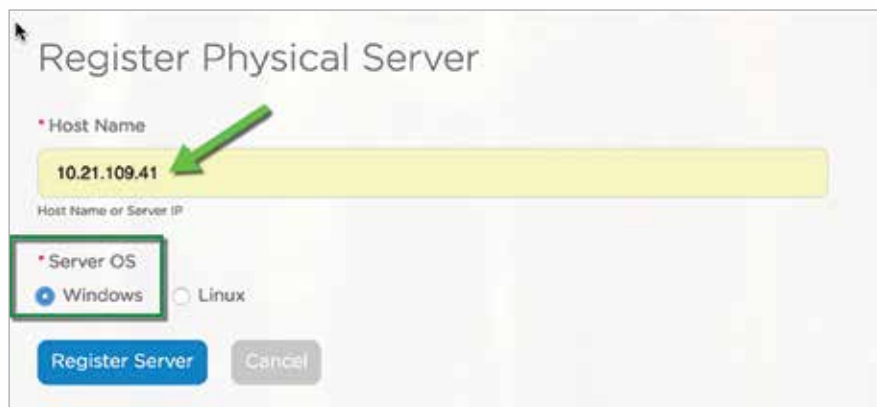 Register Physical Server
* Host Name
10.21.109.41
Host Name or Server IP
* Server OS
Windows Linux
Register Server Cancel